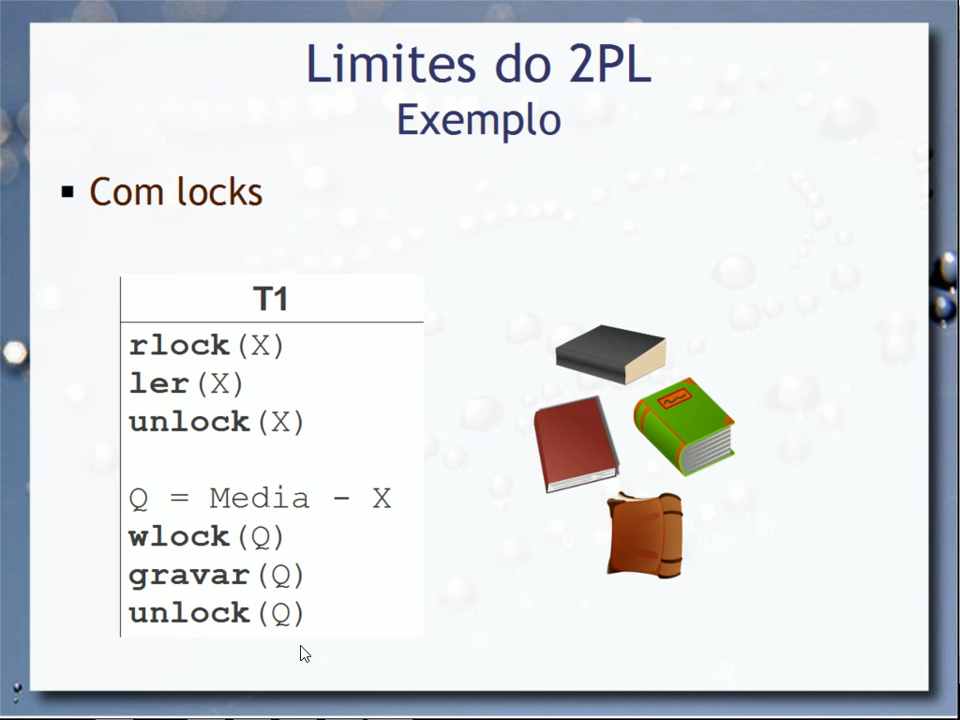 Limites do 2PL
Exemplo
▪ Com locks
T1
rlock(X)
ler(X)
unlock(X)
Q = Media - X
wlock(Q)
gravar(Q)
unlock(Q)